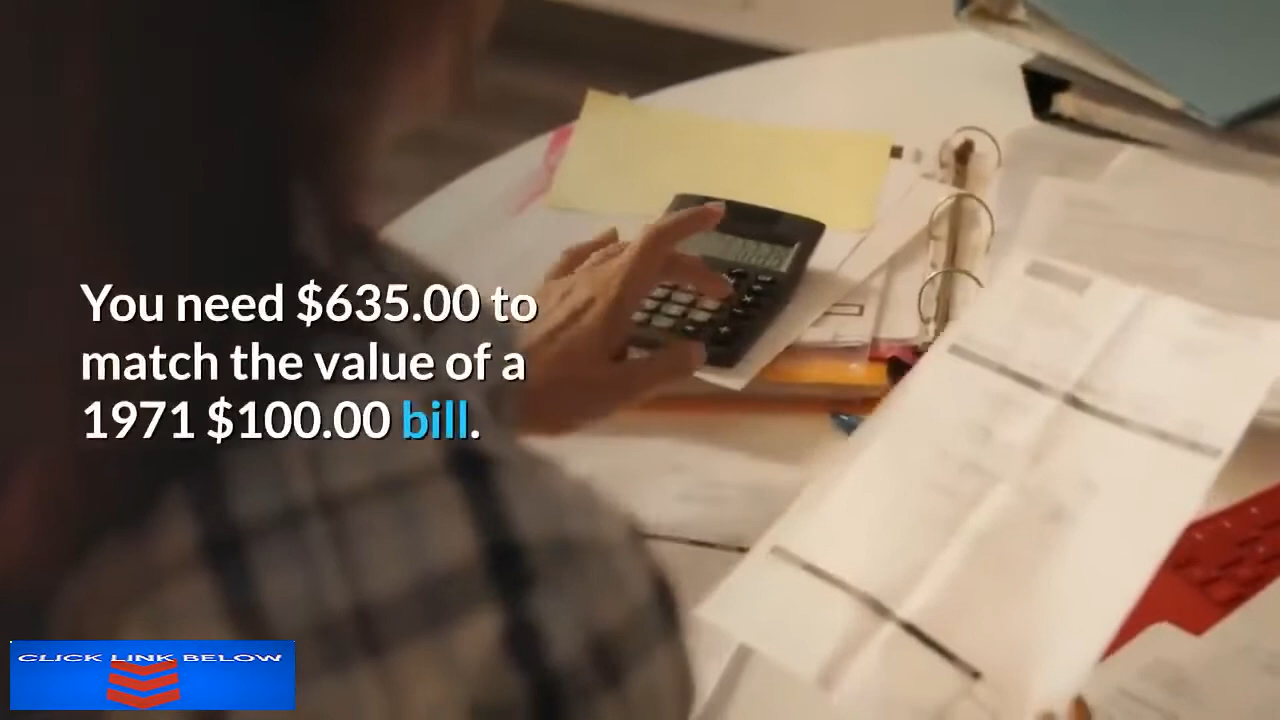 You need $635.00 to
match the value of a
1971 $100.00 bill.
CLICK LINK BELOW